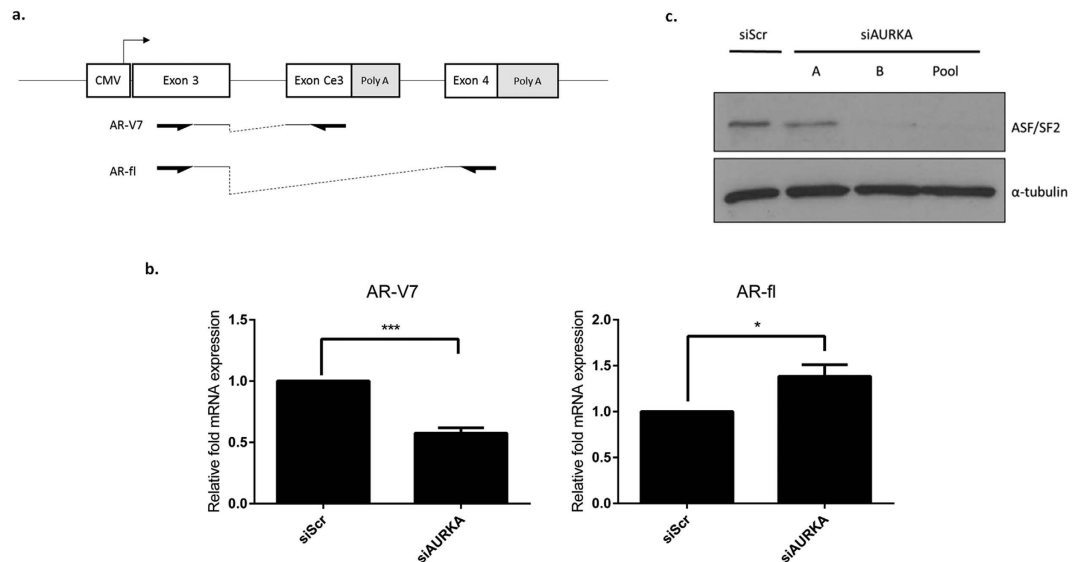 a.
CMV
Exon 3
Exon Ce3
Poly A
Exon 4
Poly A
AR-V7
AR-fl
c.
siScr
siAURKA
A
B
Pool
ASF/SF2
α-tubulin
b.
AR-V7
Relative fold mRNA expression
1.5
1.0
0.5
0.0
***
siScr
siAURKA
AR-fl
Relative fold mRNA expression
2.0
1.5
1.0
0.5
0.0
*
siScr
siAURKA